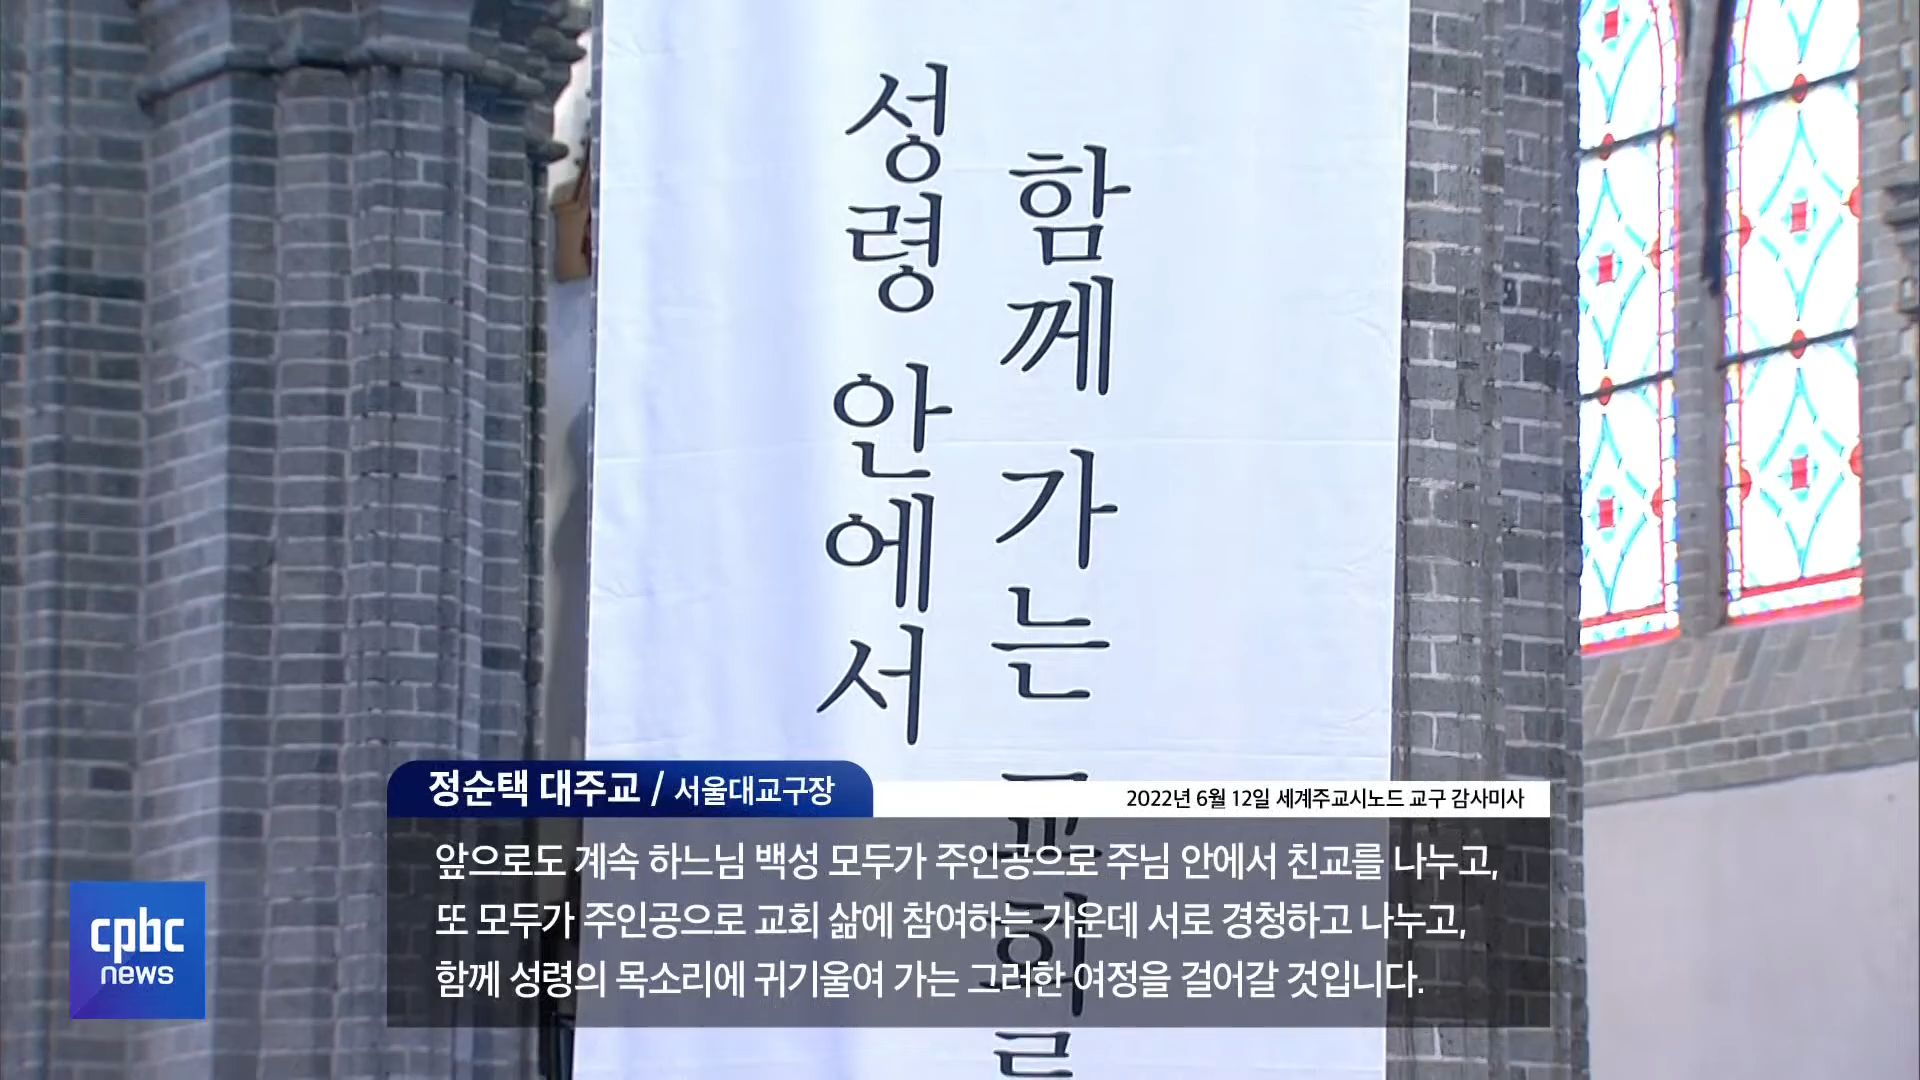 성령 안에서
함께 가는 교회
정순택 대주교 / 서울대교구장
2022년 6월 12일 세계주교시노드 교구 감사미사
앞으로도 계속 하느님 백성 모두가 주인공으로 주님 안에서 친교를 나누고,
또 모두가 주인공으로 교회 삶에 참여하는 가운데 서로 경청하고 나누고,
함께 성령의 목소리에 귀기울여 가는 그러한 여정을 걸어갈 것입니다.
cpbc
news